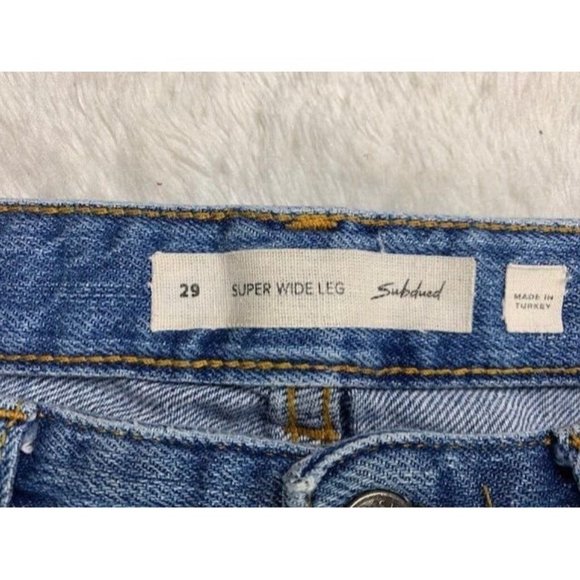 29 SUPER WIDE LEG Subdued
MADE IN
TURKEY